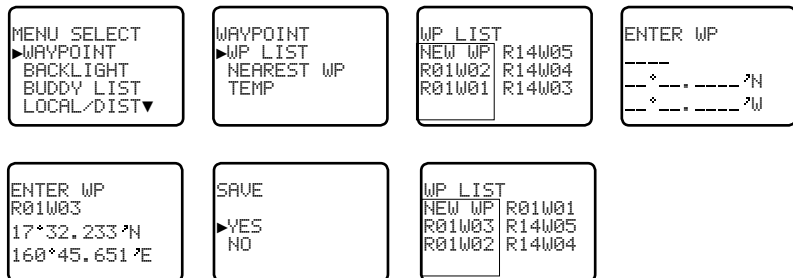 MENU SELECT
►WAYPOINT
BACKLIGHT
BUDDY LIST
LOCAL/DIST▼
WAYPOINT
►WP LIST
NEAREST WP
TEMP
WP LIST
NEW WP R14W05
R01W02 R14W04
R01W01 R14W03
ENTER WP
____
__°__.____'N
__°__.____'W
ENTER WP
R01W03
17°32.233'N
160°45.651'E
SAVE
►YES
NO
WP LIST
NEW WP R01W01
R01W03 R14W05
R01W02 R14W04